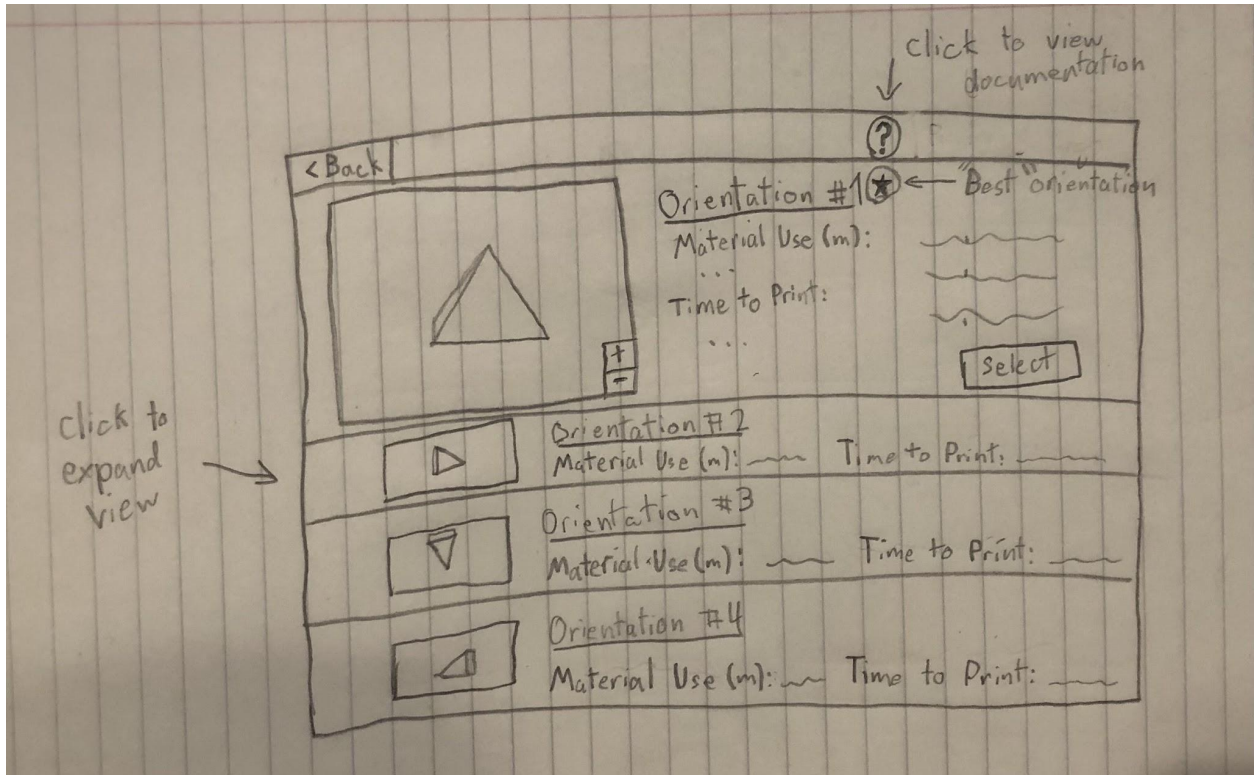 click to view
documentation
?
< Back
Orientation #1
"Best" orientation
Material Use (m):
...
Time to Print:
...
+
-
select
click to
expand
view
Orientation #2
Material Use (m): Time to Print:
Orientation #3
Material Use (m): Time to Print:
Orientation #4
Material Use (m): Time to Print: